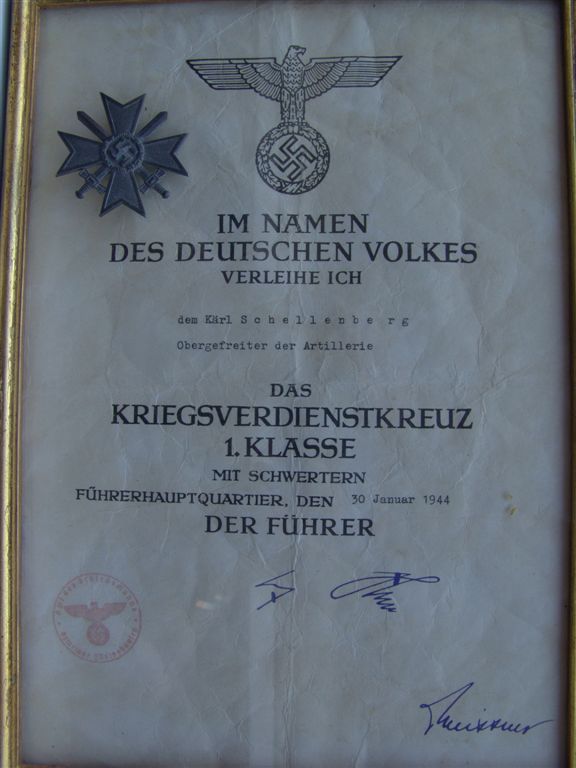 IM NAMEN
DES DEUTSCHEN VOLKES
VERLEIHE ICH
dem Kärl Schellenberg
Obergefreiter der Artillerie
DAS
KRIEGSVERDIENSTKREUZ
1. KLASSE
MIT SCHWERTERN
FÜHRERHAUPTQUARTIER, DEN 30 Januar 1944
DER FÜHRER